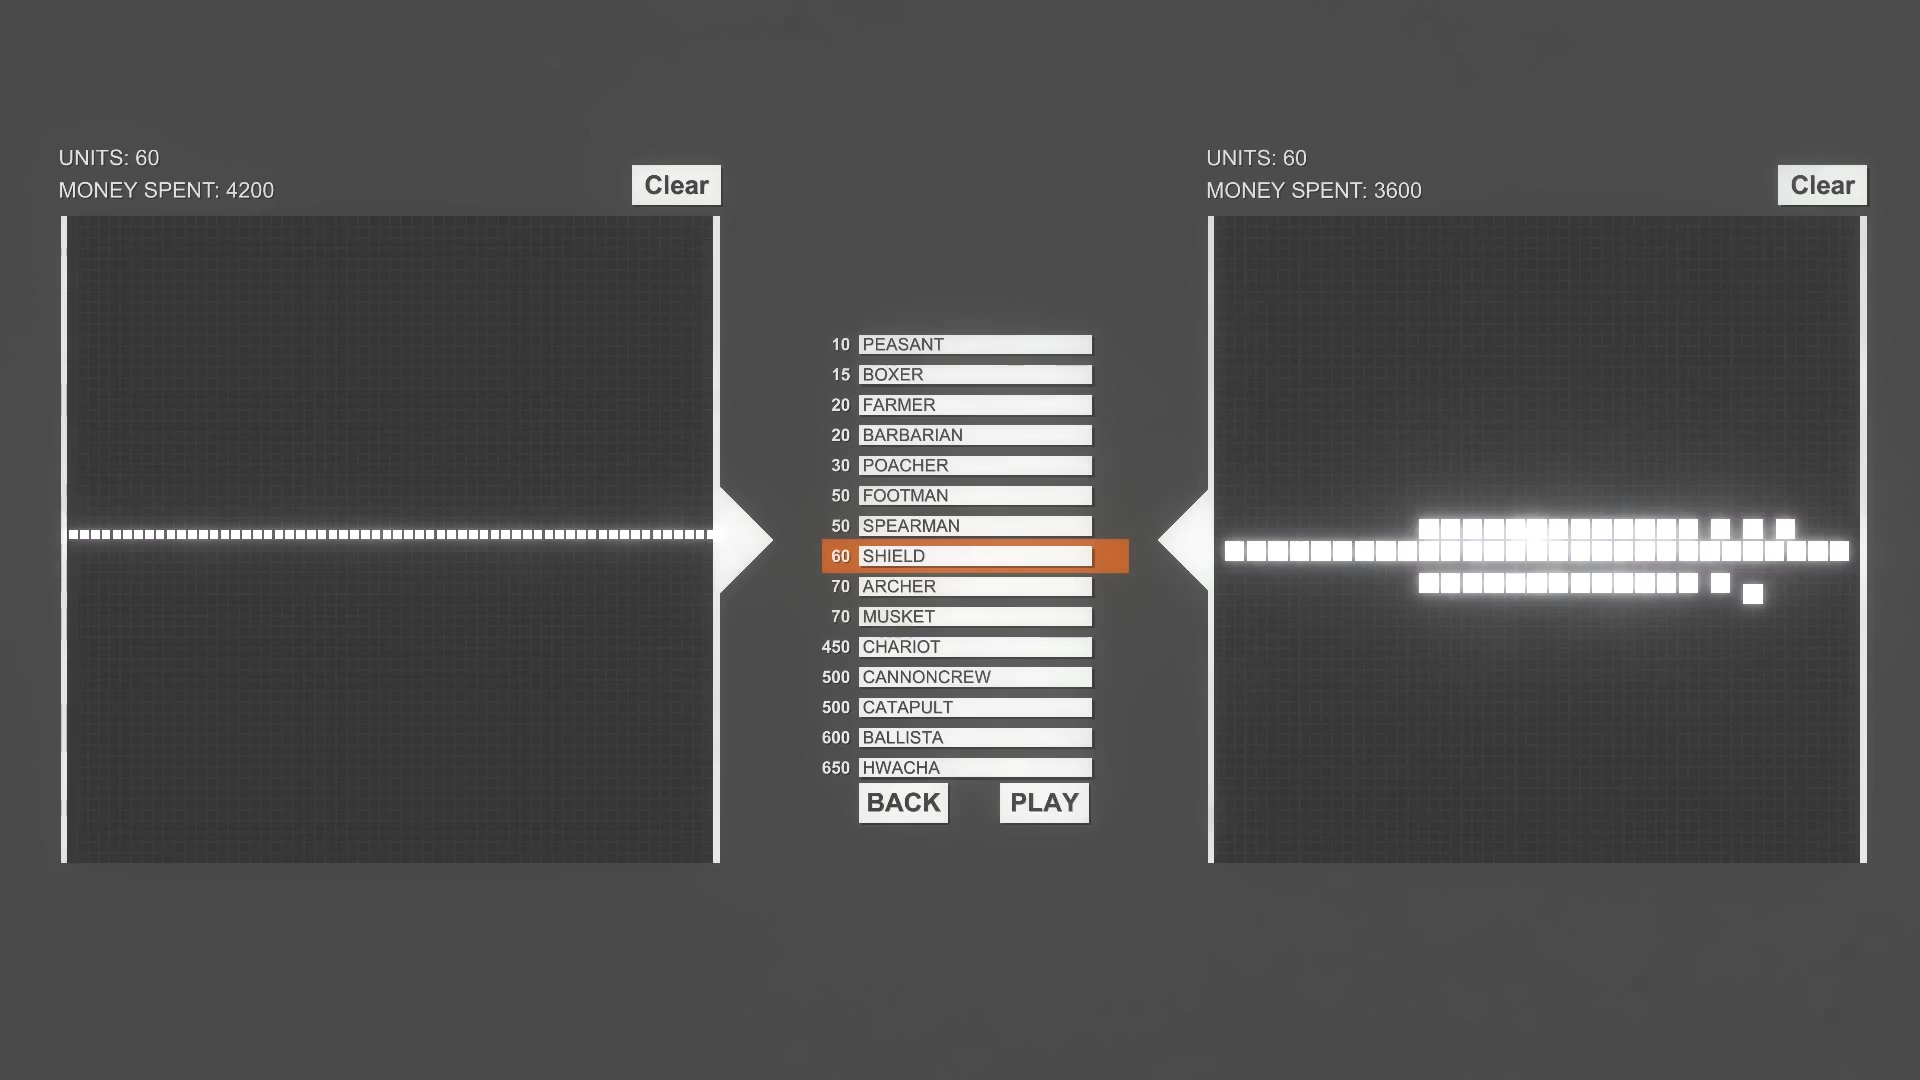 UNITS: 60
MONEY SPENT: 4200
Clear
UNITS: 60
MONEY SPENT: 3600
Clear
10 PEASANT
15 BOXER
20 FARMER
20 BARBARIAN
30 POACHER
50 FOOTMAN
50 SPEARMAN
60 SHIELD
70 ARCHER
70 MUSKET
450 CHARIOT
500 CANNONCREW
500 CATAPULT
600 BALLISTA
650 HWACHA
BACK PLAY